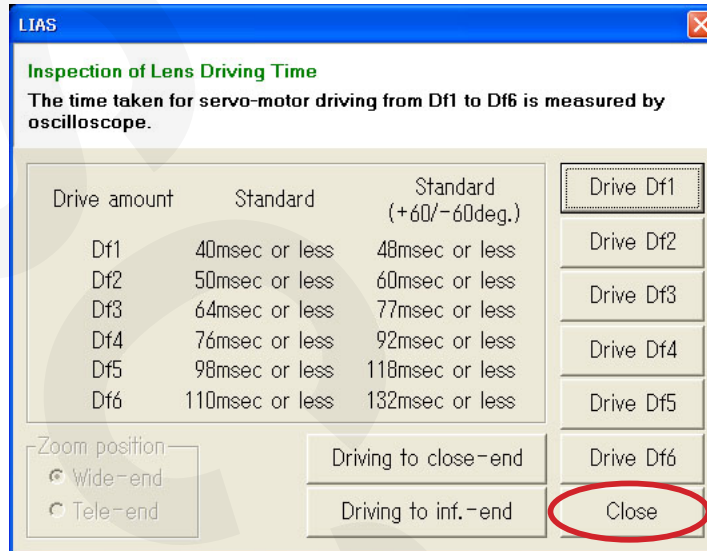 LIAS
Inspection of Lens Driving Time
The time taken for servo-motor driving from Df1 to Df6 is measured by
oscilloscope.
Drive amount Standard Standard
(+60/-60deg.)
Df1 40msec or less 48msec or less
Df2 50msec or less 60msec or less
Df3 64msec or less 77msec or less
Df4 76msec or less 92msec or less
Df5 98msec or less 118msec or less
Df6 110msec or less 132msec or less
Drive Df1
Drive Df2
Drive Df3
Drive Df4
Drive Df5
Drive Df6
Zoom position
Wide-end
Tele-end
Driving to close-end
Driving to inf.-end
Close